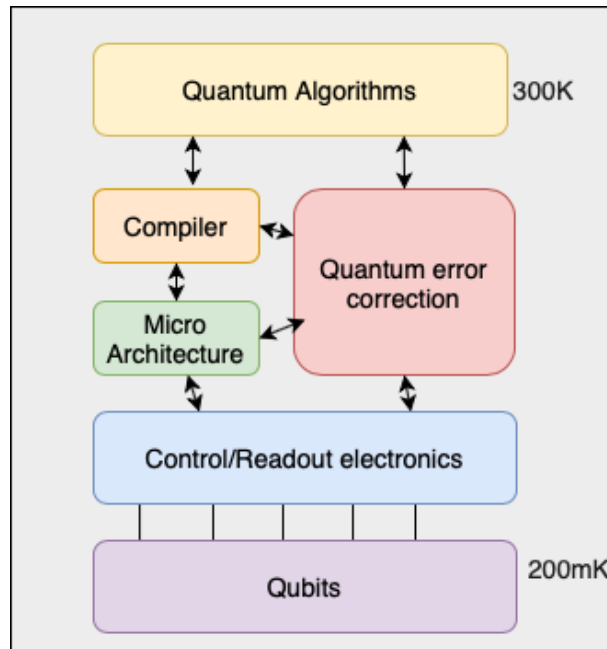 Quantum Algorithms
300K
Compiler
Quantum error
correction
Micro
Architecture
Control/Readout electronics
Qubits
200mK